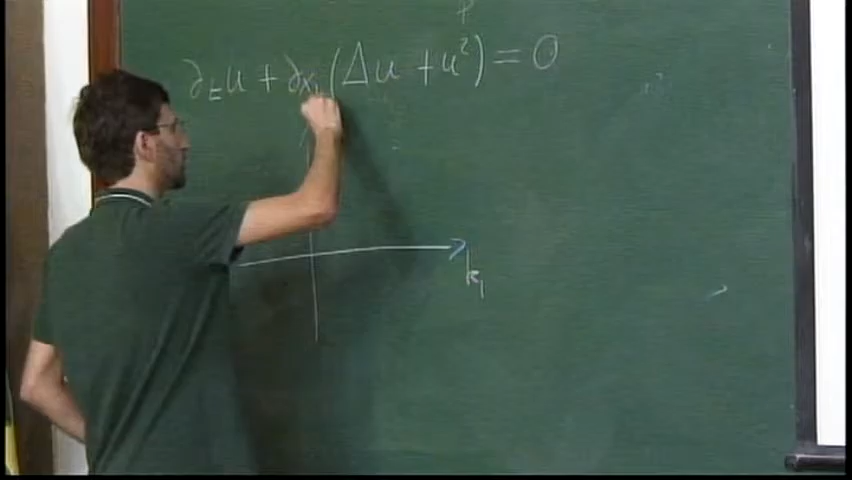 ∂ₜu + ∂x₁(Δu + u²) = 0
k₁